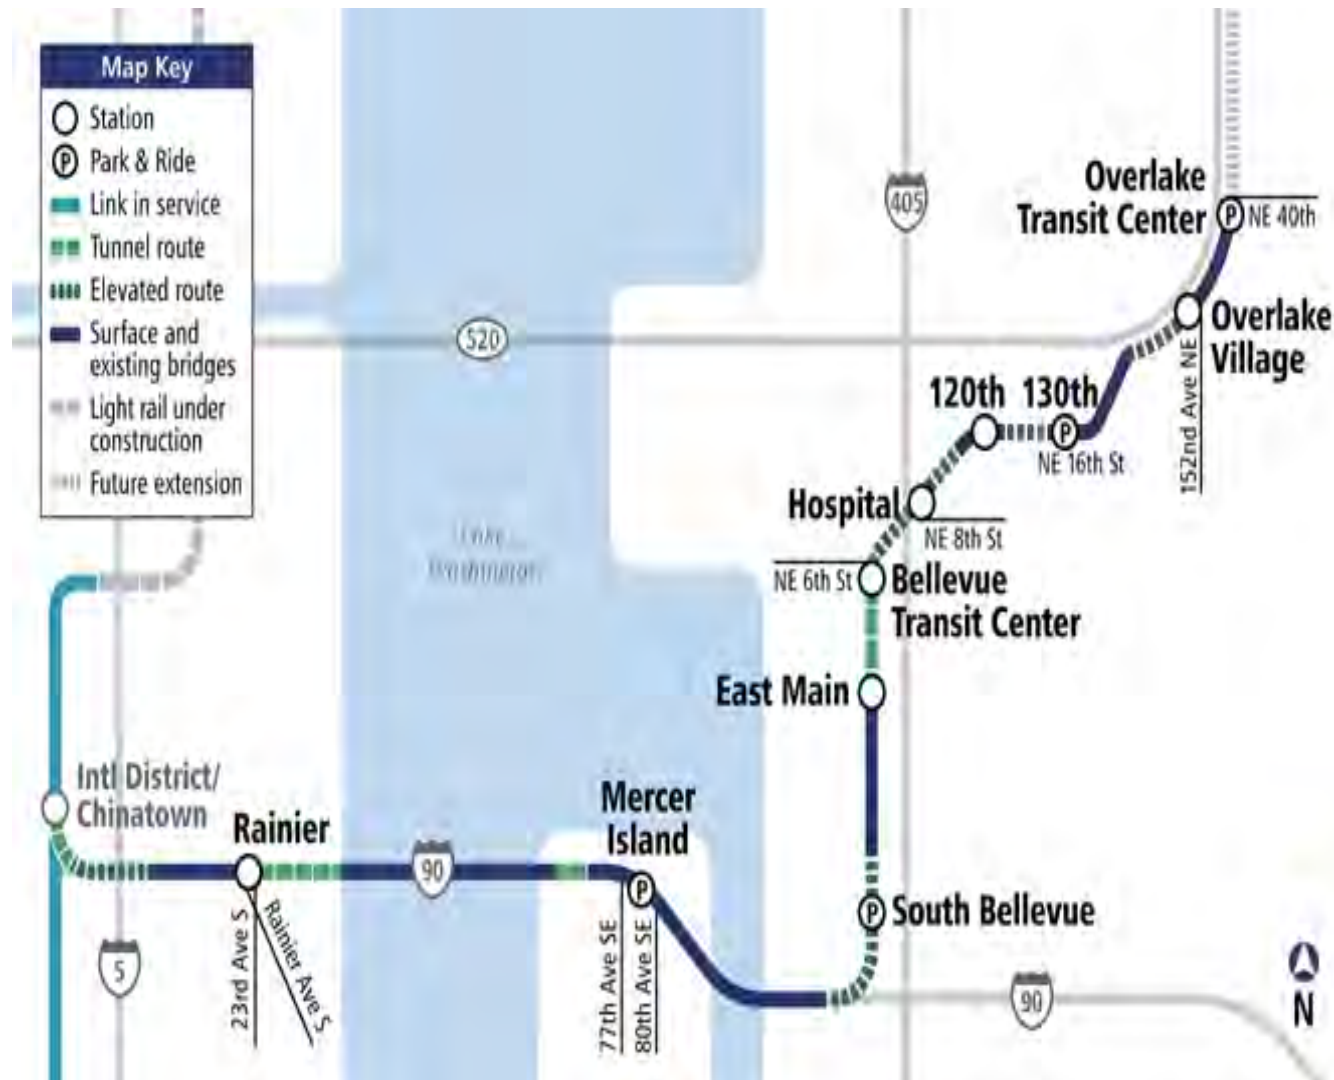 Map Key
Station
P
Park & Ride
Link in service
Tunnel route
Elevated route
Surface and
existing bridges
Light rail under
construction
Future extension
405
520
Overlake
Transit Center
P
NE 40th
Overlake
Village
152nd Ave NE
120th
130th
P
NE 16th St
Hospital
NE 8th St
NE 6th St
Bellevue
Transit Center
Lake
Washington
East Main
Intl District/
Chinatown
Rainier
23rd Ave S
Rainier Ave S
90
Mercer
Island
P
77th Ave SE
80th Ave SE
P
South Bellevue
5
90
N